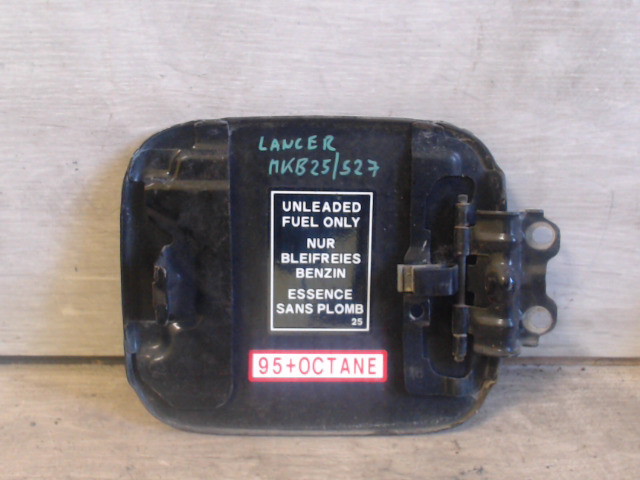 LANCER
MKB25/527
UNLEADED
FUEL ONLY
NUR
BLEIFREIES
BENZIN
ESSENCE
SANS PLOMB
25
95+OCTANE